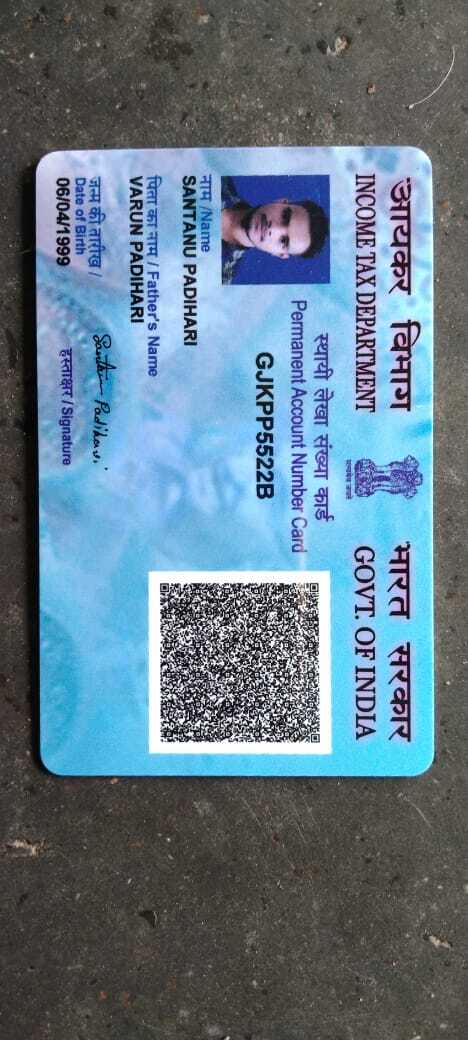 आयकर विभाग भारत सरकार
INCOME TAX DEPARTMENT GOVT. OF INDIA
सत्यमेव जयते
स्थायी लेखा संख्या कार्ड
Permanent Account Number Card
GJKPP5522B
नाम /Name
SANTANU PADIHARI
पिता का नाम / Father's Name
VARUN PADIHARI
जन्म की तारीख /
Date of Birth
06/04/1999
Santanu Padihari
हस्ताक्षर / Signature